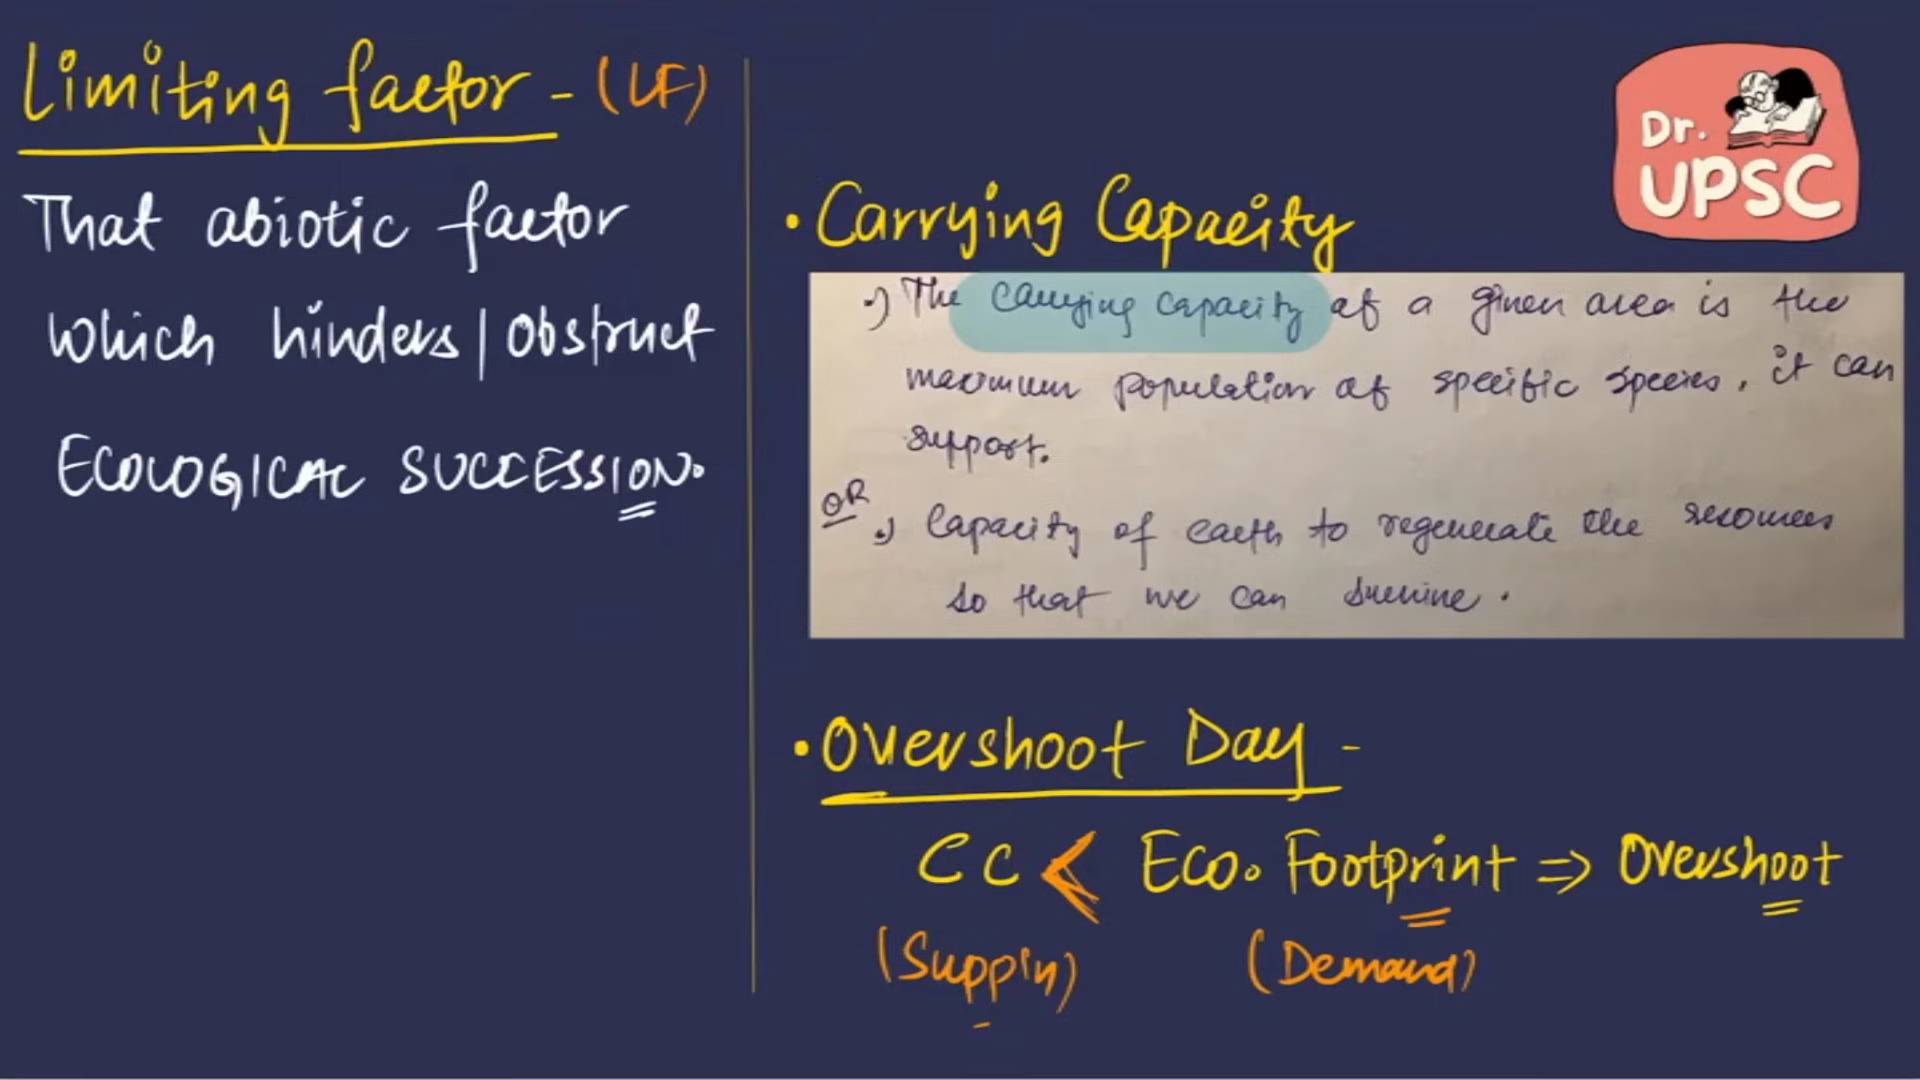 Limiting factor - (LF)
That abiotic factor
which hinders | Obstruct
ECOLOGICAL SUCCESSION.
Dr.
UPSC
• Carrying Capacity
•) The carrying capacity of a given area is the
maximum population of specific species, it can
support.
OR
•) Capacity of earth to regenerate the resources
so that we can survive.
• Overshoot Day -
CC < Eco. Footprint ⇒ Overshoot
(Supply) (Demand)